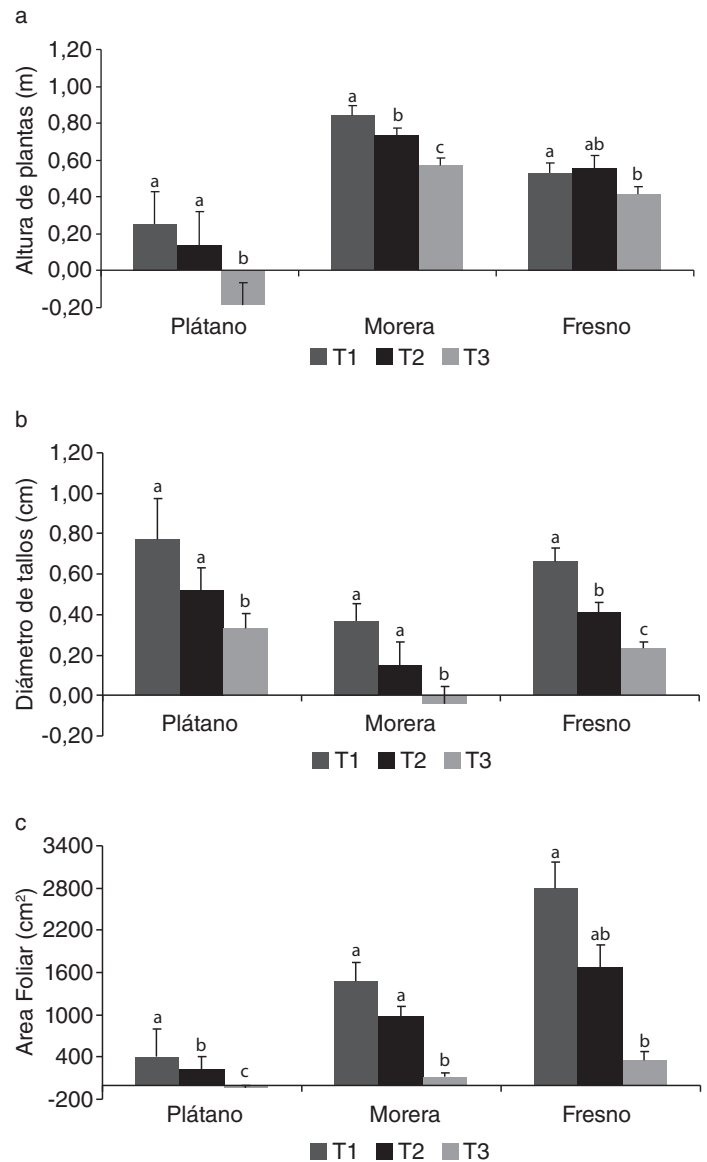 a
Altura de plantas (m)
1,20
1,00
0,80
0,60
0,40
0,20
0,00
-0,20
a a b
a b c
a ab b
Plátano Morera Fresno
T1 T2 T3
b
Diámetro de tallos (cm)
1,20
1,00
0,80
0,60
0,40
0,20
0,00
-0,20
a a b
a a b
a b c
Plátano Morera Fresno
T1 T2 T3
c
Area Foliar (cm²)
3400
2800
2200
1600
1000
400
-200
a b c
a a b
a ab b
Plátano Morera Fresno
T1 T2 T3